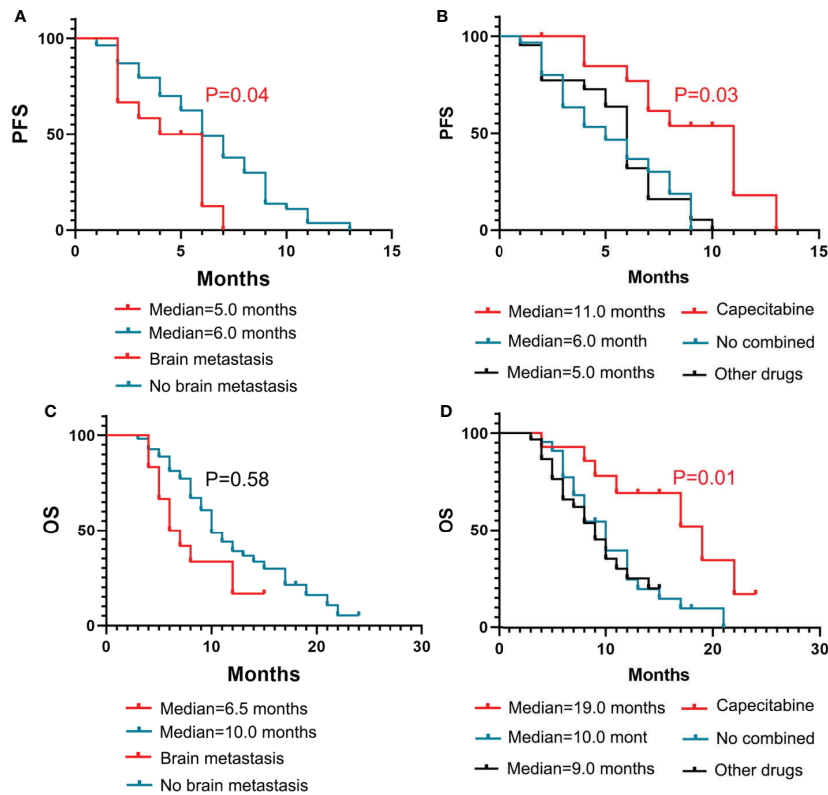 A
PFS
100
50
0
0 5 10 15
P=0.04
Months
Median=5.0 months
Median=6.0 months
Brain metastasis
No brain metastasis
B
PFS
100
50
0
0 5 10 15
P=0.03
Months
Median=11.0 months Capecitabine
Median=6.0 month No combined
Median=5.0 months Other drugs
C
OS
100
50
0
0 10 20 30
P=0.58
Months
Median=6.5 months
Median=10.0 months
Brain metastasis
No brain metastasis
D
OS
100
50
0
0 10 20 30
P=0.01
Months
Median=19.0 months Capecitabine
Median=10.0 mont No combined
Median=9.0 months Other drugs